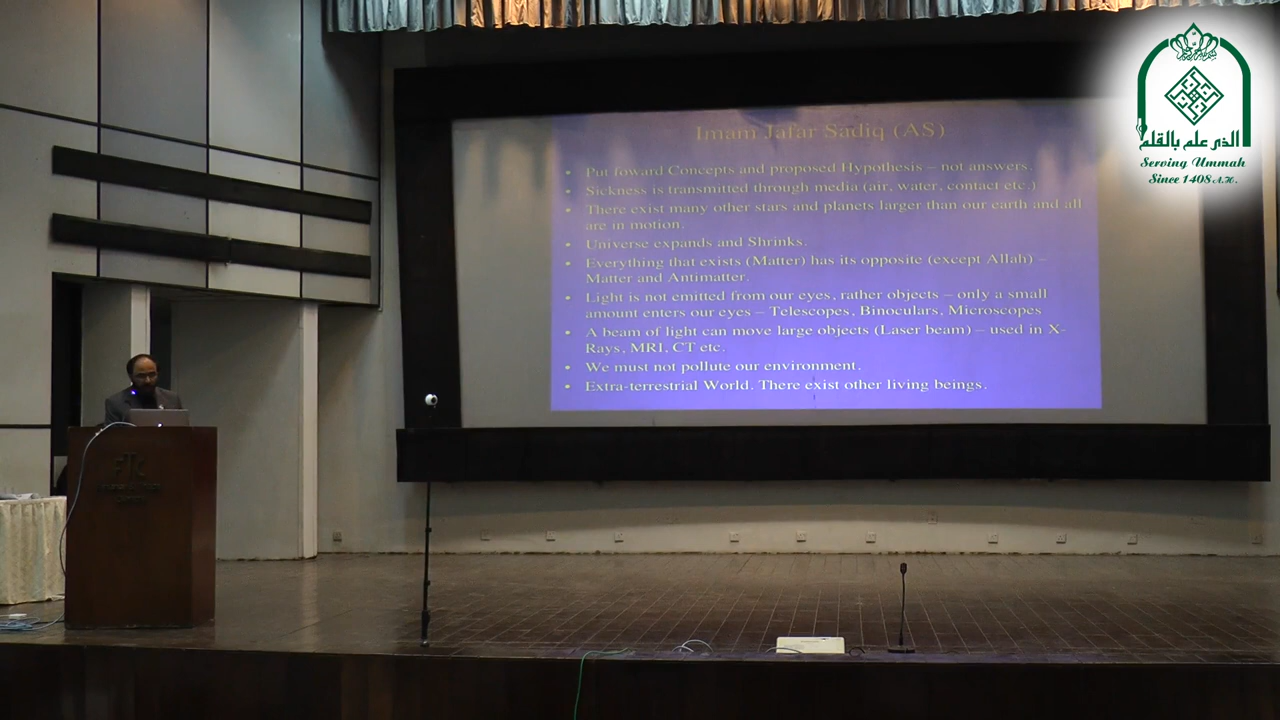 Imam Jafar Sadiq (AS)
• Put foward Concepts and proposed Hypothesis – not answers.
• Sickness is transmitted through media (air, water, contact etc.)
• There exist many other stars and planets larger than our earth and all
are in motion.
• Universe expands and Shrinks.
• Everything that exists (Matter) has its opposite (except Allah) –
Matter and Antimatter.
• Light is not emitted from our eyes, rather objects – only a small
amount enters our eyes – Telescopes, Binoculars, Microscopes
• A beam of light can move large objects (Laser beam) – used in X-
Rays, MRI, CT etc.
• We must not pollute our environment.
• Extra-terrestrial World. There exist other living beings.
الذی علم بالقلم
Serving Ummah
Since 1408 A.H.